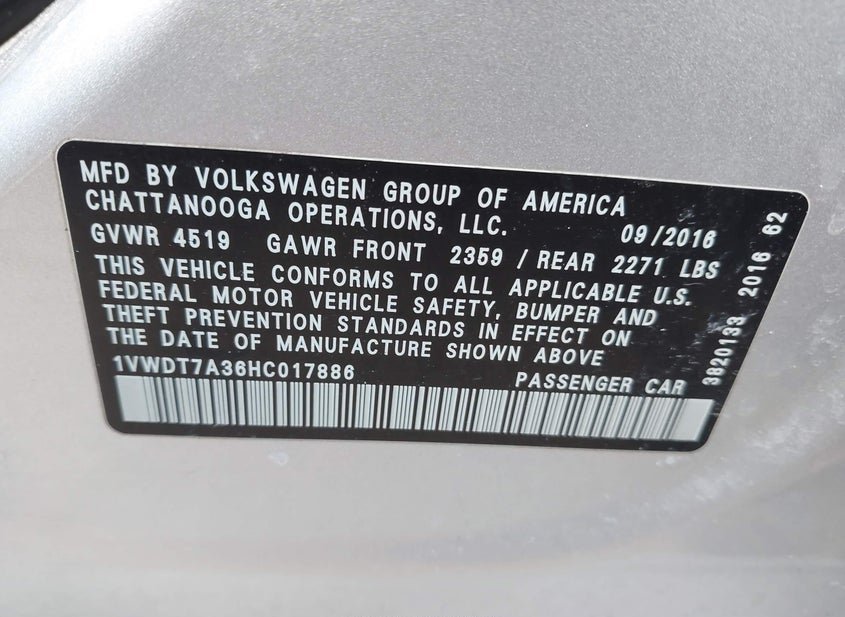 MFD BY VOLKSWAGEN GROUP OF AMERICA
CHATTANOOGA OPERATIONS, LLC. 09/2016
GVWR 4519 GAWR FRONT 2359 / REAR 2271 LBS
THIS VEHICLE CONFORMS TO ALL APPLICABLE U.S.
FEDERAL MOTOR VEHICLE SAFETY, BUMPER AND
THEFT PREVENTION STANDARDS IN EFFECT ON
THE DATE OF MANUFACTURE SHOWN ABOVE
1VWDT7A36HC017886 PASSENGER CAR
3820133 2016 62